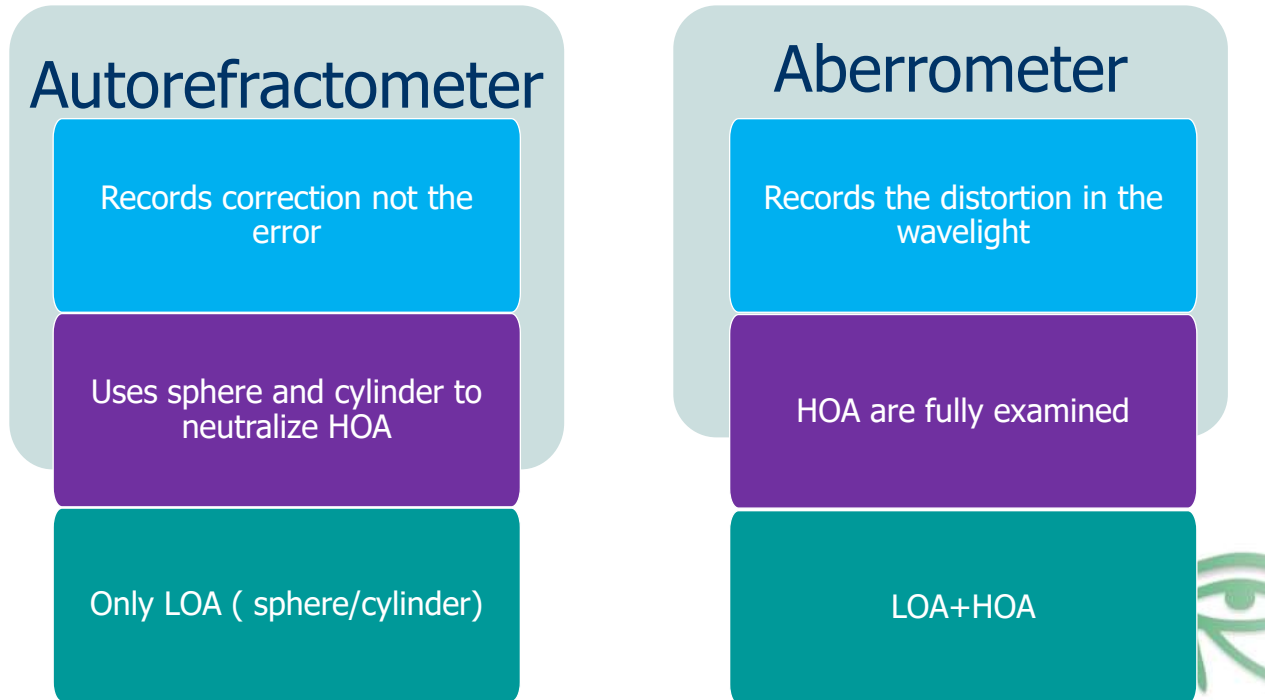 Autorefractometer
Records correction not the
error
Uses sphere and cylinder to
neutralize HOA
Only LOA ( sphere/cylinder)
Aberrometer
Records the distortion in the
wavelight
HOA are fully examined
LOA+HOA